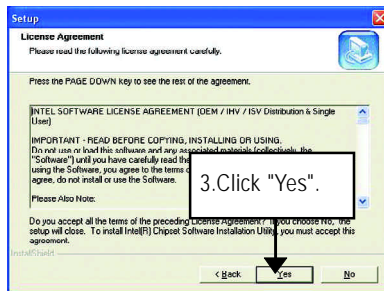 Setup
License Agreement
Please read the following license agreement carefully.
Press the PAGE DOWN key to see the rest of the agreement.
INTEL SOFTWARE LICENSE AGREEMENT (OEM / IHV / ISV Distribution & Single
User)
IMPORTANT - READ BEFORE COPYING, INSTALLING OR USING.
Do not use or load this software and any associated materials (collectively, the
"Software") until you have carefully read the
using the Software, you agree to the terms
agree, do not install or use the Software.
Please Also Note:
3.Click "Yes".
Do you accept all the terms of the preceding License Agreement? If you choose No, the
setup will close. To install Intel(R) Chipset Software Installation Utility, you must accept this
agreement.
InstallShield
< Back
Yes
No